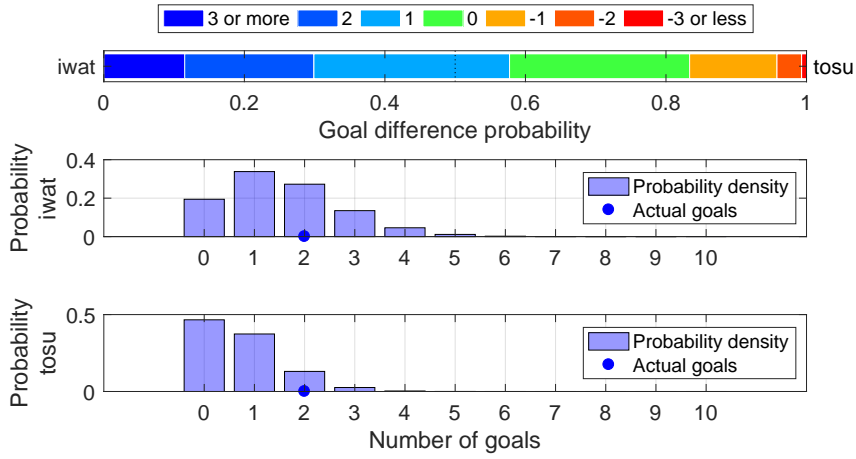 3 or more 2 1 0 -1 -2 -3 or less
iwat tosu
0 0.2 0.4 0.6 0.8 1
Goal difference probability
Probability
iwat
0.4
0.2
0
Probability density
Actual goals
0 1 2 3 4 5 6 7 8 9 10
Probability
tosu
0.5
0
Probability density
Actual goals
0 1 2 3 4 5 6 7 8 9 10
Number of goals